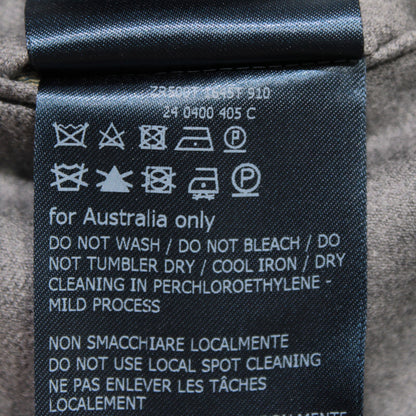 24 0400 405 C
P
P
for Australia only
DO NOT WASH / DO NOT BLEACH / DO
NOT TUMBLER DRY / COOL IRON / DRY
CLEANING IN PERCHLOROETHYLENE -
MILD PROCESS
NON SMACCHIARE LOCALMENTE
DO NOT USE LOCAL SPOT CLEANING
NE PAS ENLEVER LES TÂCHES
LOCALEMENT